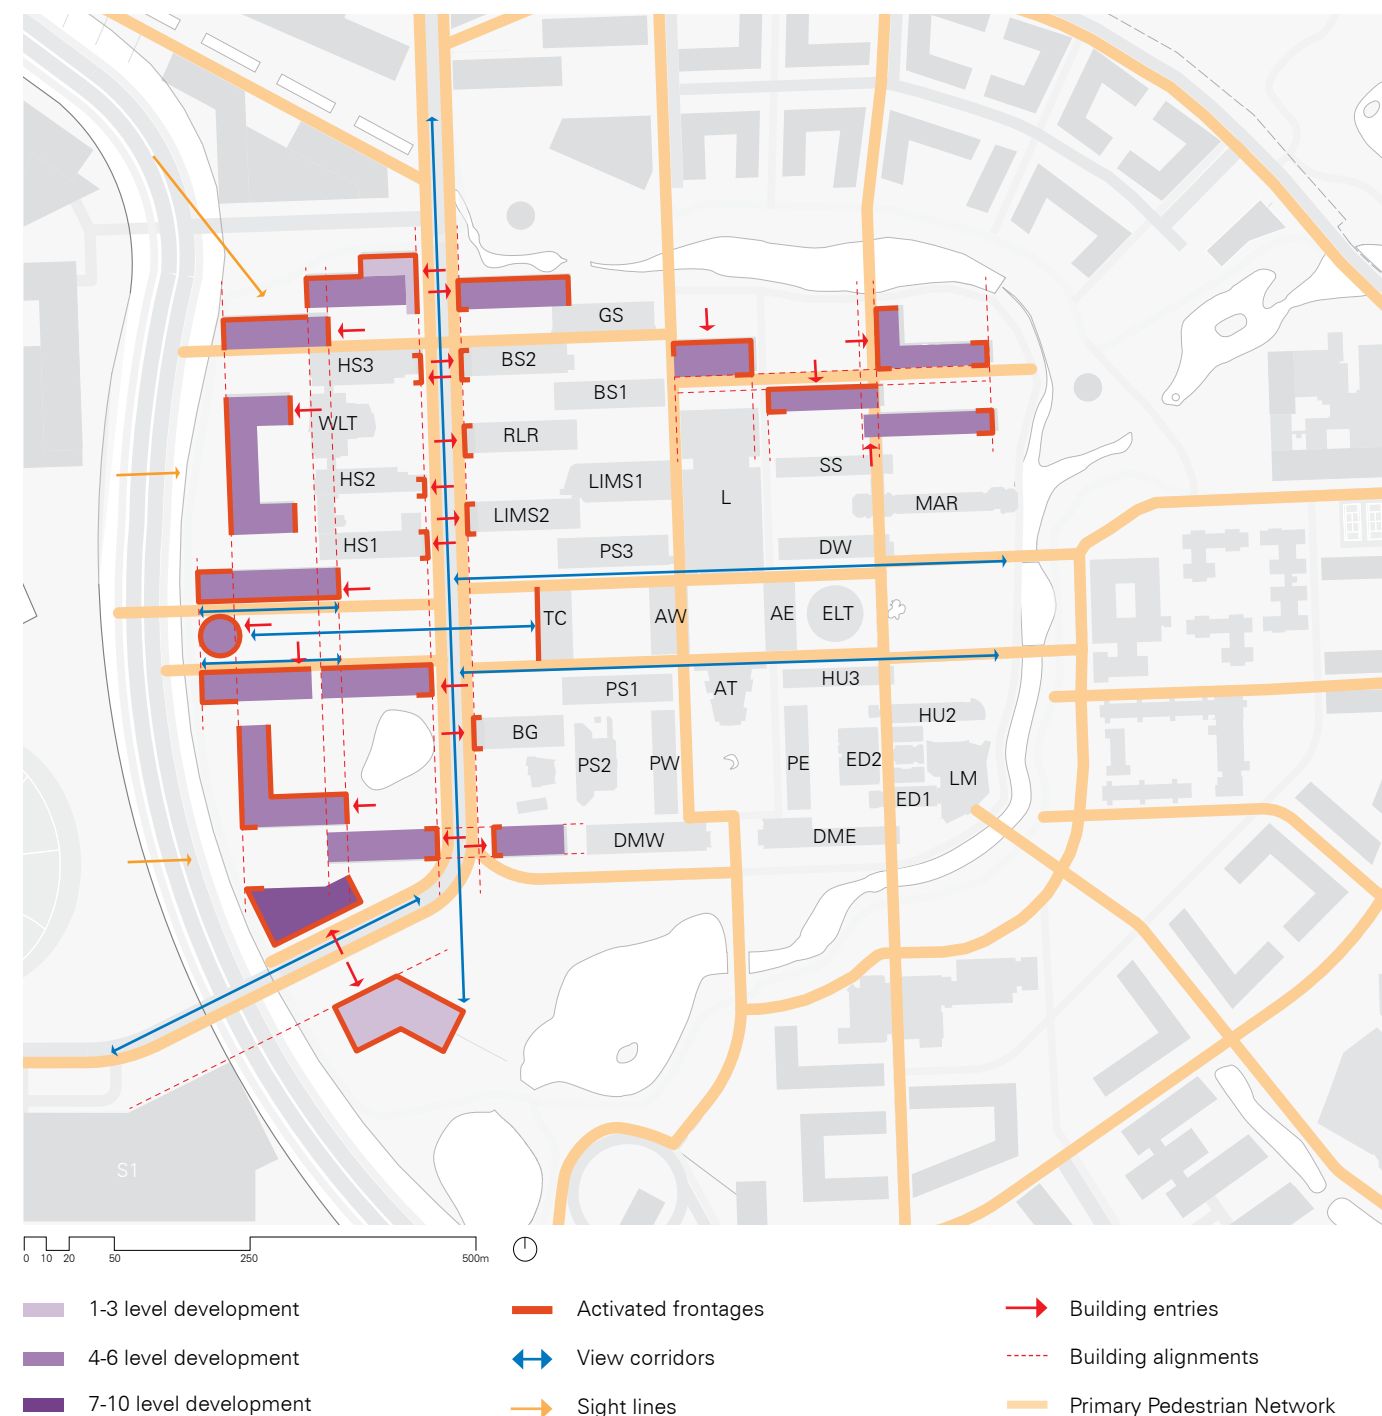 GS
HS3
BS2
BS1
WLT
RLR
SS
HS2
LIMS1
L
MAR
LIMS2
HS1
PS3
DW
TC
AW
AE
ELT
PS1
AT
HU3
HU2
BG
PS2
PW
PE
ED2
LM
ED1
DMW
DME
S1
0 10 20 50 250 500m
1-3 level development
Activated frontages
Building entries
4-6 level development
View corridors
Building alignments
7-10 level development
Sight lines
Primary Pedestrian Network